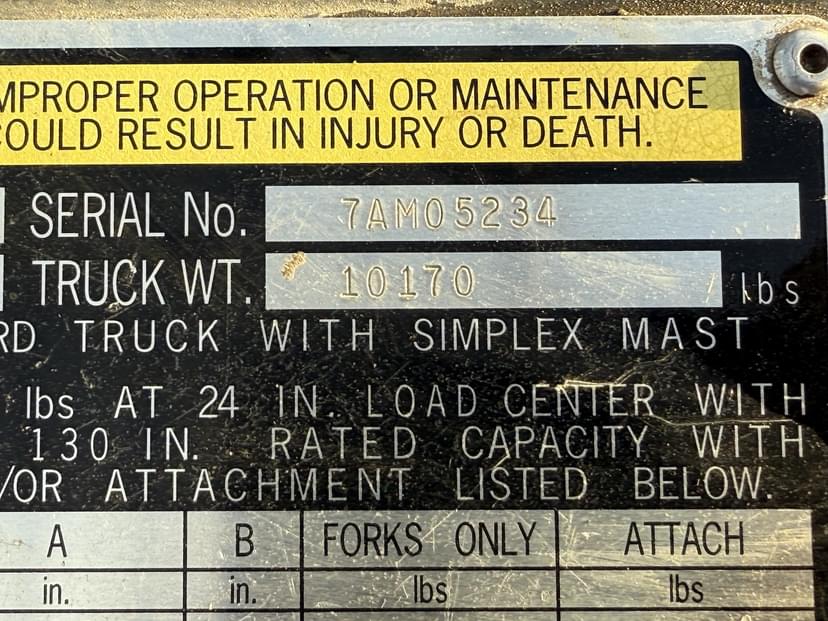 MPROPER OPERATION OR MAINTENANCE
COULD RESULT IN INJURY OR DEATH.
SERIAL No. 7AM05234
TRUCK WT. 10170 lbs
RD TRUCK WITH SIMPLEX MAST
lbs AT 24 IN. LOAD CENTER WITH
130 IN. RATED CAPACITY WITH
/OR ATTACHMENT LISTED BELOW.
A B FORKS ONLY ATTACH
in. in. lbs lbs